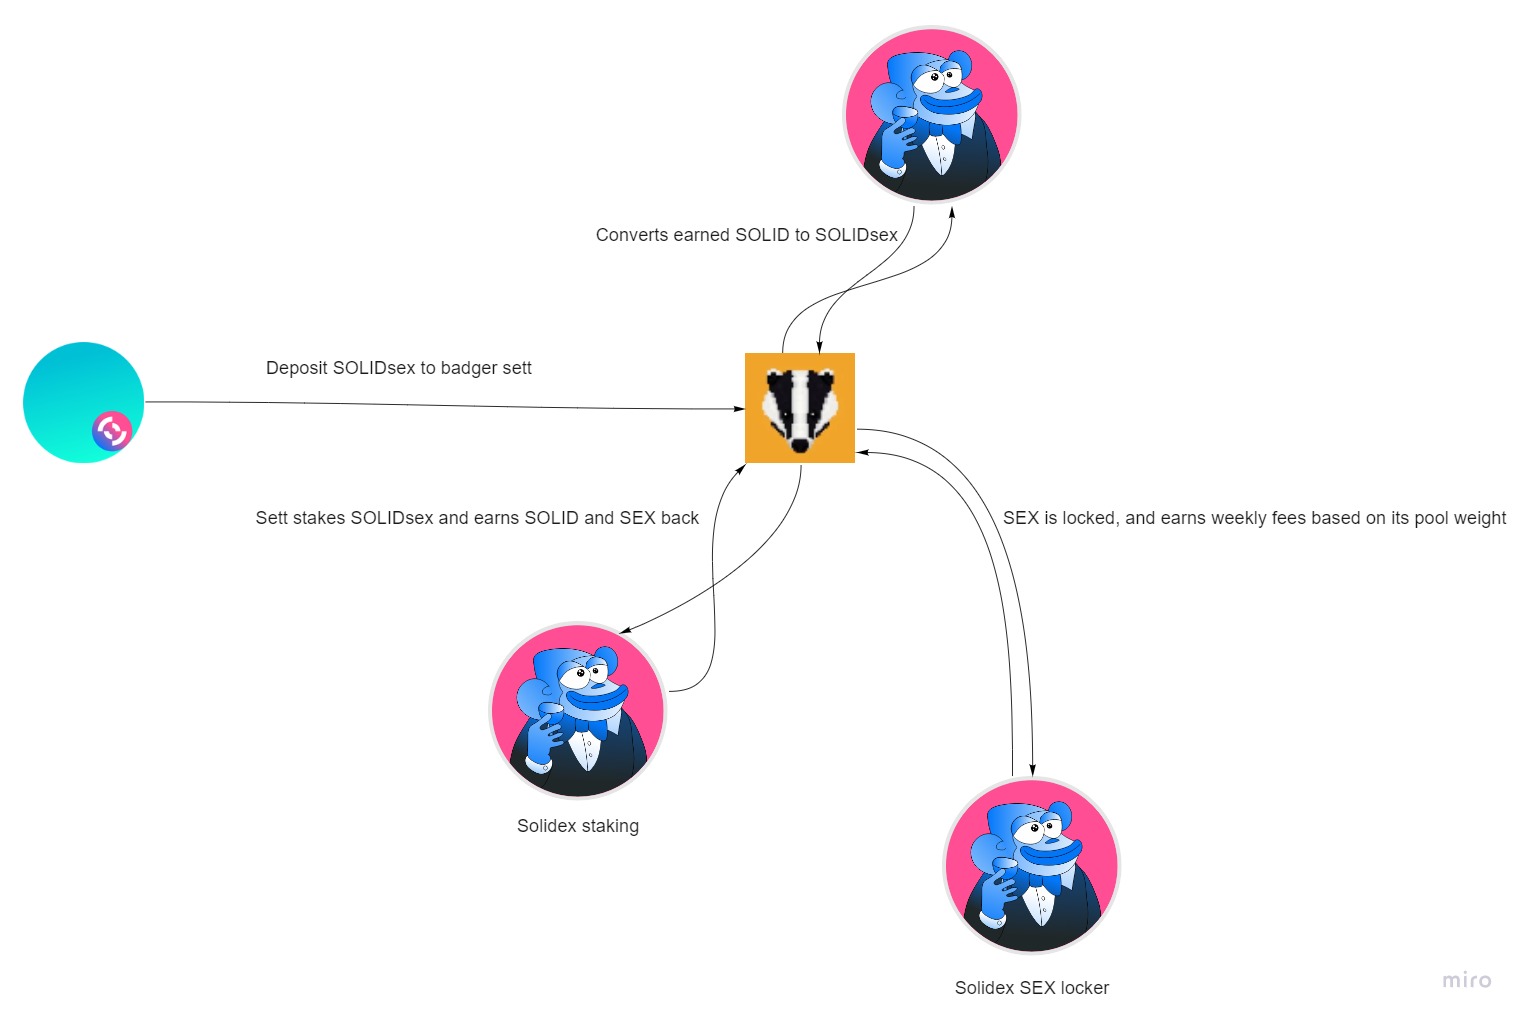 Converts earned SOLID to SOLIDsex
Deposit SOLIDsex to badger sett
Sett stakes SOLIDsex and earns SOLID and SEX back
SEX is locked, and earns weekly fees based on its pool weight
Solidex staking
Solidex SEX locker
miro